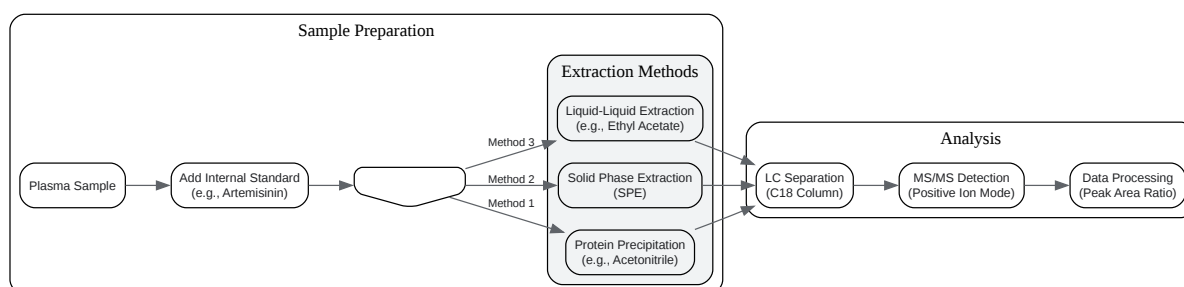 Sample Preparation
Extraction Methods
Liquid-Liquid Extraction
(e.g., Ethyl Acetate)
Analysis
Method 3
Plasma Sample
Add Internal Standard
(e.g., Artemisinin)
Method 2
Solid Phase Extraction
(SPE)
LC Separation
(C18 Column)
MS/MS Detection
(Positive Ion Mode)
Data Processing
(Peak Area Ratio)
Method 1
Protein Precipitation
(e.g., Acetonitrile)